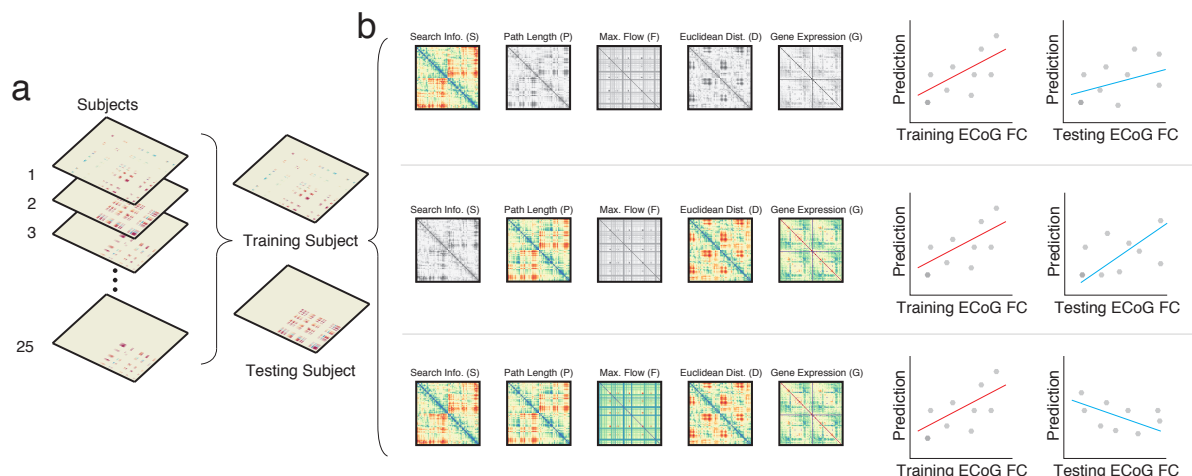 a
Subjects
1
2
3
25
Training Subject
Testing Subject
b
Search Info. (S) Path Length (P) Max. Flow (F) Euclidean Dist. (D) Gene Expression (G)
Prediction
Training ECoG FC
Prediction
Testing ECoG FC
Search Info. (S) Path Length (P) Max. Flow (F) Euclidean Dist. (D) Gene Expression (G)
Prediction
Training ECoG FC
Prediction
Testing ECoG FC
Search Info. (S) Path Length (P) Max. Flow (F) Euclidean Dist. (D) Gene Expression (G)
Prediction
Training ECoG FC
Prediction
Testing ECoG FC